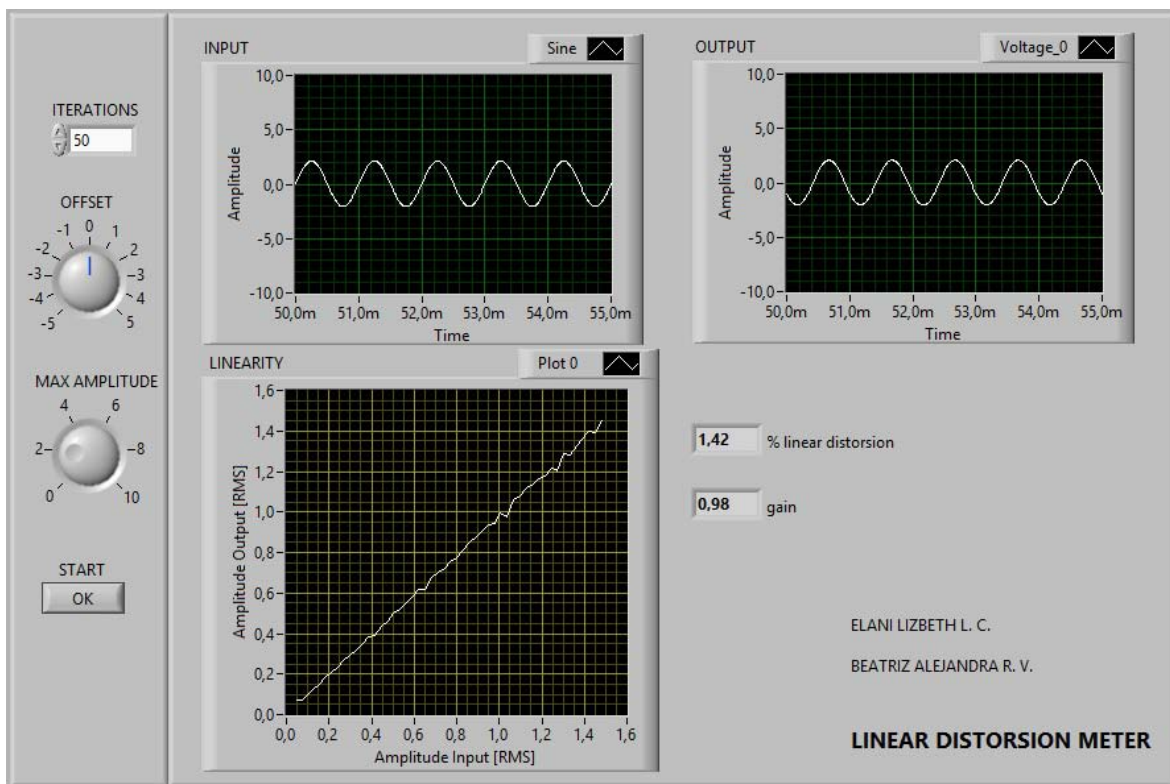 ITERATIONS
50
OFFSET
-5 -4 -3 -2 -1 0 1 2 3 4 5
MAX AMPLITUDE
0 2 4 6 8 10
START
OK
INPUT
Sine
Amplitude
10,0
5,0
0,0
-5,0
-10,0
50,0m 51,0m 52,0m 53,0m 54,0m 55,0m
Time
OUTPUT
Voltage_0
Amplitude
10,0
5,0
0,0
-5,0
-10,0
50,0m 51,0m 52,0m 53,0m 54,0m 55,0m
Time
LINEARITY
Plot 0
Amplitude Output [RMS]
1,6
1,4
1,2
1,0
0,8
0,6
0,4
0,2
0,0
0,0 0,2 0,4 0,6 0,8 1,0 1,2 1,4 1,6
Amplitude Input [RMS]
1,42 % linear distorsion
0,98 gain
ELANI LIZBETH L. C.
BEATRIZ ALEJANDRA R. V.
LINEAR DISTORSION METER